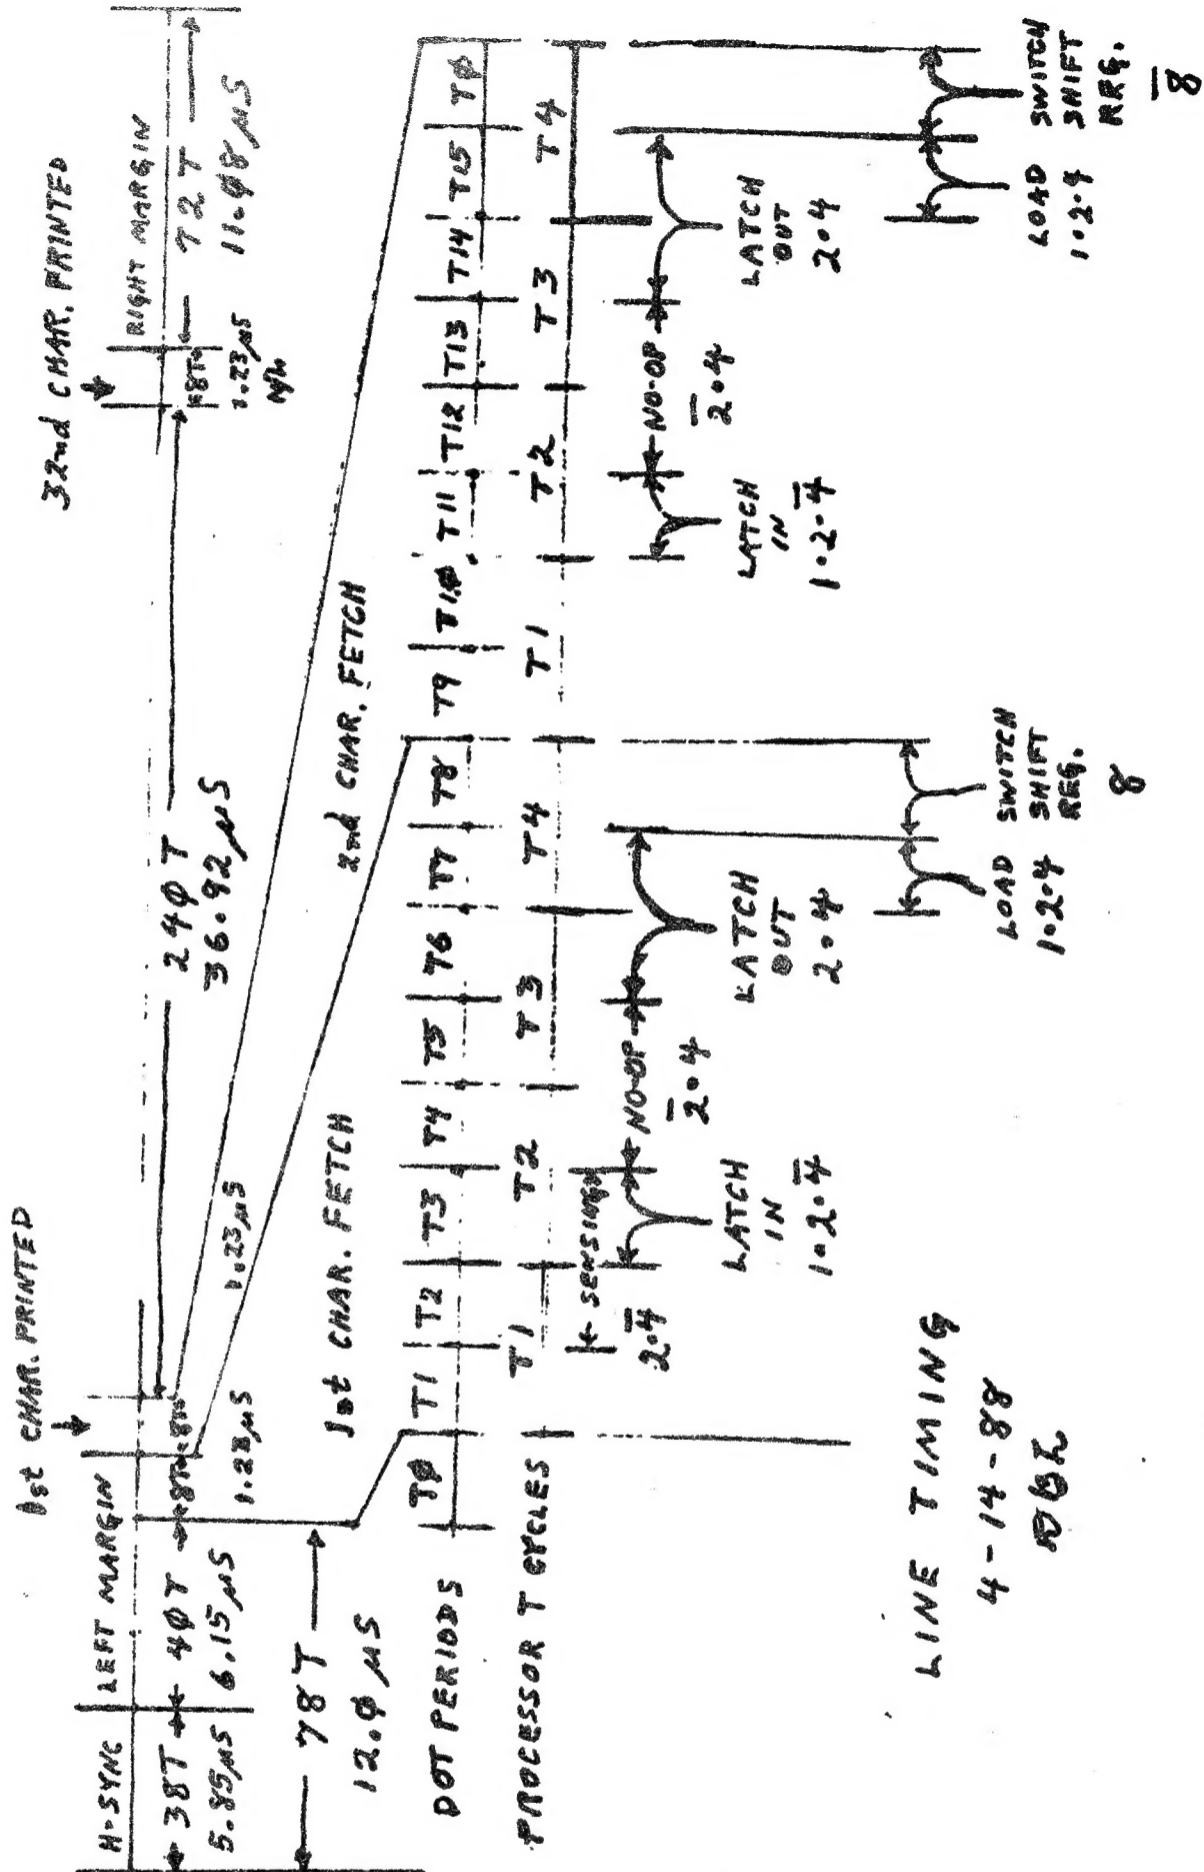 1st CHAR. PRINTED
32nd CHAR. PRINTED
H-SYNC
LEFT MARGIN
RIGHT MARGIN
38T
40T
8T
8T
24ØT
8T
72T
5.85µS
6.15µS
1.23µS
1.23µS
36.92µS
1.23µS
11.Ø8µS
78T
12.Ø µS
1st CHAR. FETCH
2nd CHAR. FETCH
DOT PERIODS
TØ T1 T2 T3 T4 T5 T6 T7 T8 T9 T1Ø T11 T12 T13 T14 T15 TØ
PROCESSOR T CYCLES
T1 T2 T3 T4 T1 T2 T3 T4
SENSING
2·4̅
NO-OP
2̅·4
NO-OP
2̅·4
LATCH
IN
1·2·4̅
LATCH
OUT
2·4
LATCH
IN
1·2·4̅
LATCH
OUT
2·4
LOAD
1·2·4
SWITCH
SHIFT
REG.
8
LOAD
1·2·4
SWITCH
SHIFT
REG.
8̅
LINE TIMING
4-14-88